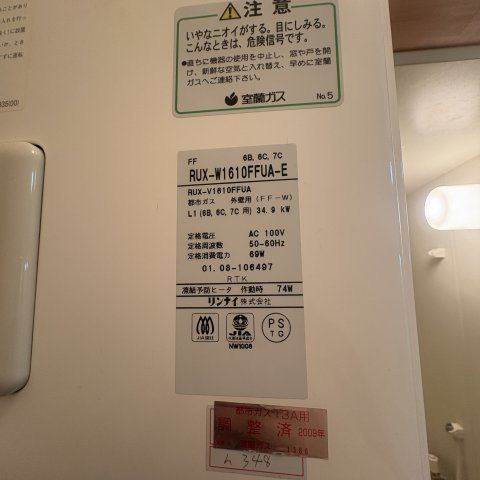 注意
いやなニオイがする。目にしみる。
こんなときは、危険信号です。
●直ちに機器の使用を中止し、窓や戸を開
け、新鮮な空気と入れ替え、早めに室蘭
ガスへご連絡下さい。
室蘭ガス No.5
FF 6B, 6C, 7C
RUX-W1610FFUA-E
RUX-V1610FFUA
都市ガス 外壁用(FF-W)
L1(6B, 6C, 7C 用) 34.9 kW
定格電圧 AC 100V
定格周波数 50-60Hz
定格消費電力 69W
01.08-106497
RTK
凍結予防ヒータ 作動時 74W
リンナイ株式会社
JIA
NW1008
PS
TG
都市ガス13A用
調整済 2009年
1366
348